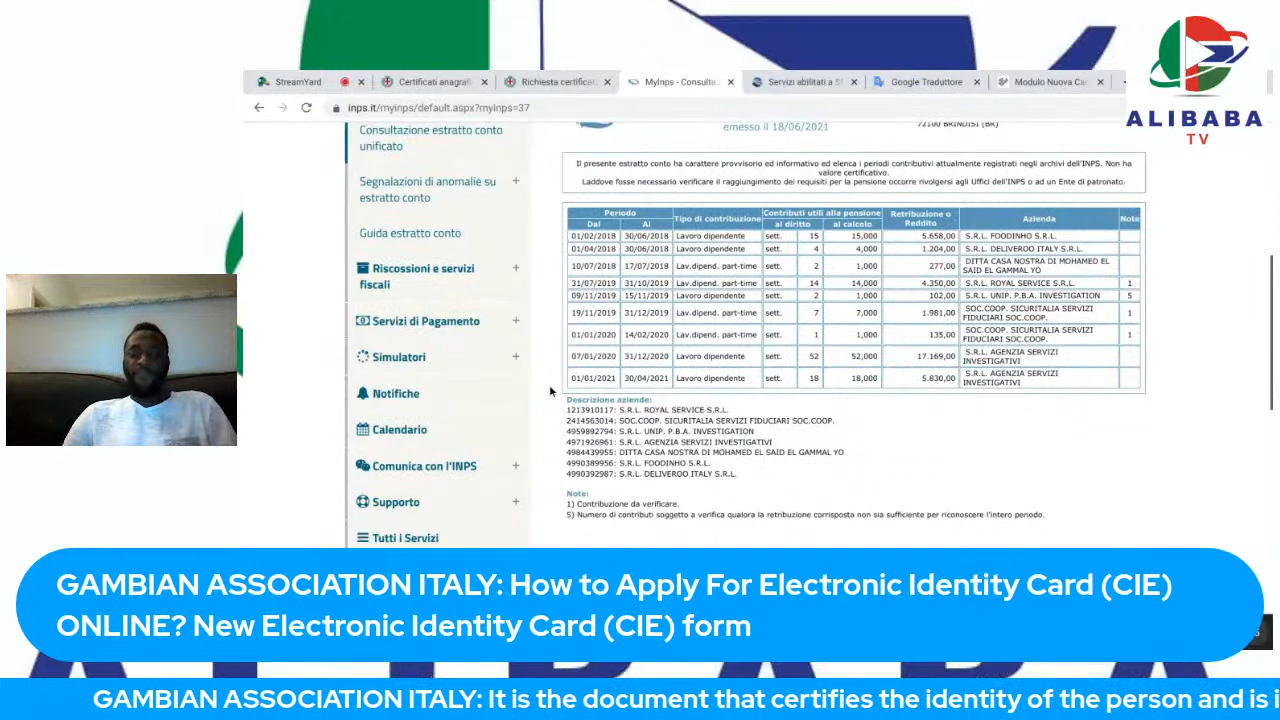 StreamYard
Certificati anagrafi
Richiesta certificat
MyInps - Consulta
Servizi abilitati a S
Google Traduttore
Modulo Nuova Ca
inps.it/myinps/default.aspx?myinps=37
ALIBABA
TV
Consultazione estratto conto
unificato
Segnalazioni di anomalie su
estratto conto
Guida estratto conto
Riscossioni e servizi
fiscali
Servizi di Pagamento
Simulatori
Notifiche
Calendario
Comunica con l'INPS
Supporto
Tutti i Servizi
emesso il 18/06/2021
72100 BRINDISI (BR)
Il presente estratto conto ha carattere provvisorio ed informativo ed elenca i periodi contributivi attualmente registrati negli archivi dell'INPS. Non ha
valore certificativo.
Laddove fosse necessario verificare il raggiungimento dei requisiti per la pensione occorre rivolgersi agli Uffici dell'INPS o ad un Ente di patronato.
Periodo Tipo di contribuzione Contributi utili alla pensione Retribuzione o Reddito Azienda Note
Dal Al al diritto al calcolo
01/02/2018 30/06/2018 Lavoro dipendente sett. 15 15,000 5.658,00 S.R.L. FOODINHO S.R.L.
01/04/2018 30/06/2018 Lavoro dipendente sett. 4 4,000 1.204,00 S.R.L. DELIVEROO ITALY S.R.L.
10/07/2018 17/07/2018 Lav.dipend. part-time sett. 2 1,000 277,00 DITTA CASA NOSTRA DI MOHAMED EL
SAID EL GAMMAL YO
31/07/2019 31/10/2019 Lav.dipend. part-time sett. 14 14,000 4.350,00 S.R.L. ROYAL SERVICE S.R.L. 1
09/11/2019 15/11/2019 Lav.dipend. part-time sett. 2 1,000 102,00 S.R.L. UNIP. P.B.A. INVESTIGATION 5
19/11/2019 31/12/2019 Lav.dipend. part-time sett. 7 7,000 1.981,00 SOC.COOP. SICURITALIA SERVIZI
FIDUCIARI SOC.COOP. 1
01/01/2020 14/02/2020 Lav.dipend. part-time sett. 1 1,000 135,00 SOC.COOP. SICURITALIA SERVIZI
FIDUCIARI SOC.COOP. 1
07/01/2020 31/12/2020 Lavoro dipendente sett. 52 52,000 17.169,00 S.R.L. AGENZIA SERVIZI
INVESTIGATIVI
01/01/2021 30/04/2021 Lavoro dipendente sett. 18 18,000 5.830,00 S.R.L. AGENZIA SERVIZI
INVESTIGATIVI
Descrizione aziende:
1213910117: S.R.L. ROYAL SERVICE S.R.L.
2414563014: SOC.COOP. SICURITALIA SERVIZI FIDUCIARI SOC.COOP.
4959892794: S.R.L. UNIP. P.B.A. INVESTIGATION
4971926961: S.R.L. AGENZIA SERVIZI INVESTIGATIVI
4984439955: DITTA CASA NOSTRA DI MOHAMED EL SAID EL GAMMAL YO
4990389956: S.R.L. FOODINHO S.R.L.
4990392987: S.R.L. DELIVEROO ITALY S.R.L.
Note:
1) Contribuzione da verificare.
5) Numero di contributi soggetto a verifica qualora la retribuzione corrisposta non sia sufficiente per riconoscere l'intero periodo.
GAMBIAN ASSOCIATION ITALY: How to Apply For Electronic Identity Card (CIE)
ONLINE? New Electronic Identity Card (CIE) form
GAMBIAN ASSOCIATION ITALY: It is the document that certifies the identity of the person and is i